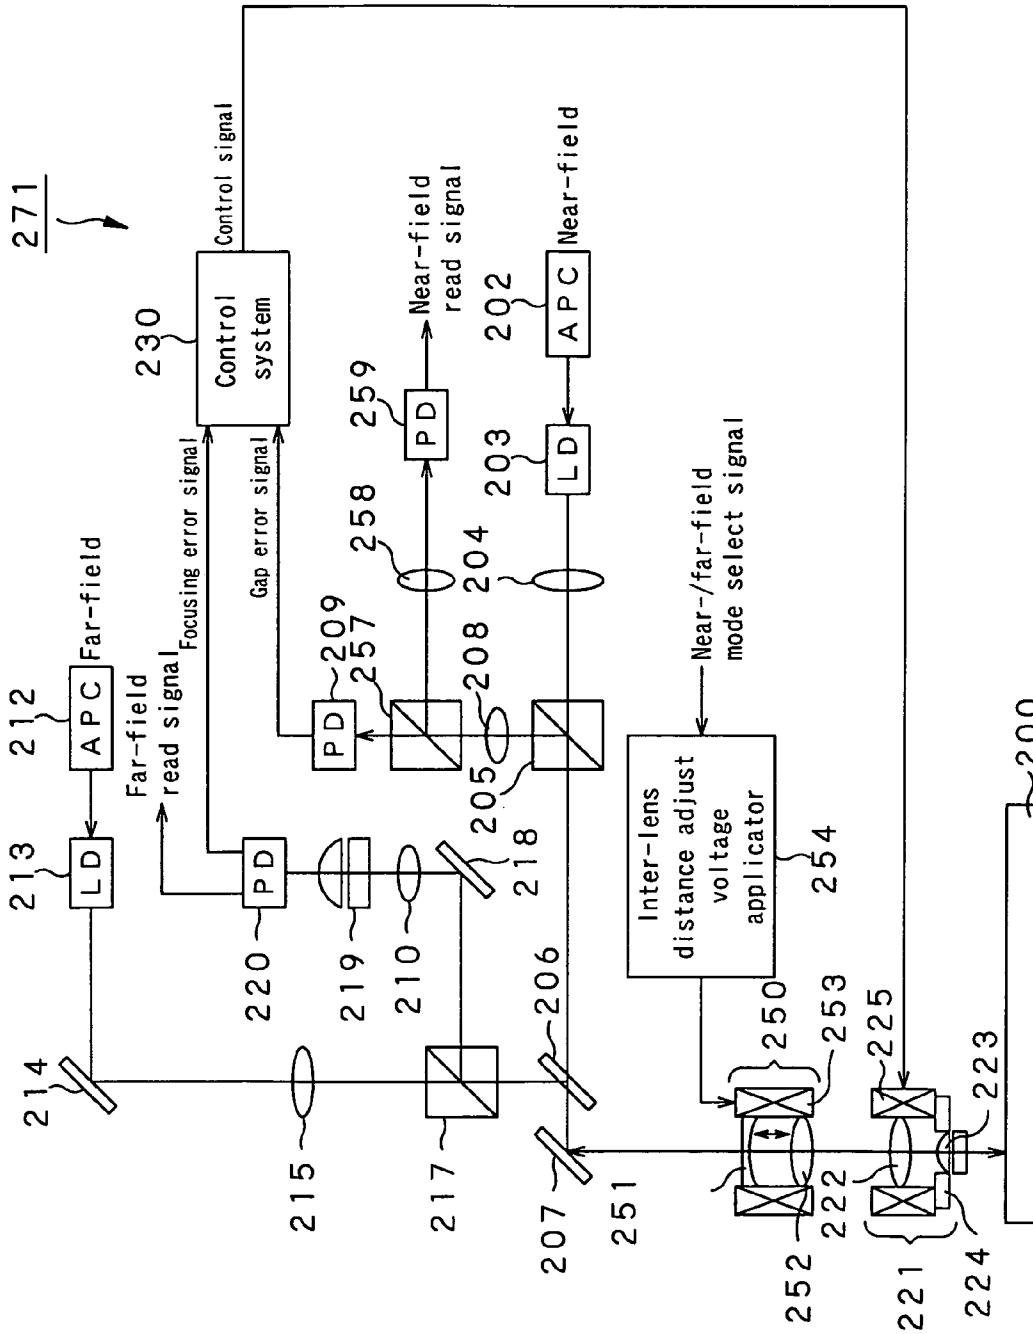 271
230
Control
system
Control signal
Focusing error signal
Gap error signal
212
APC
Far-field
213
LD
Far-field
read signal
PD
220
219
210
218
214
215
217
206
207
PD
209
257
258
PD
259
Near-field
read signal
208
205
204
LD
203
APC
202
Near-field
Near-/far-field
mode select signal
Inter-lens
distance adjust
voltage
applicator
254
250
253
251
252
225
223
222
221
224
200